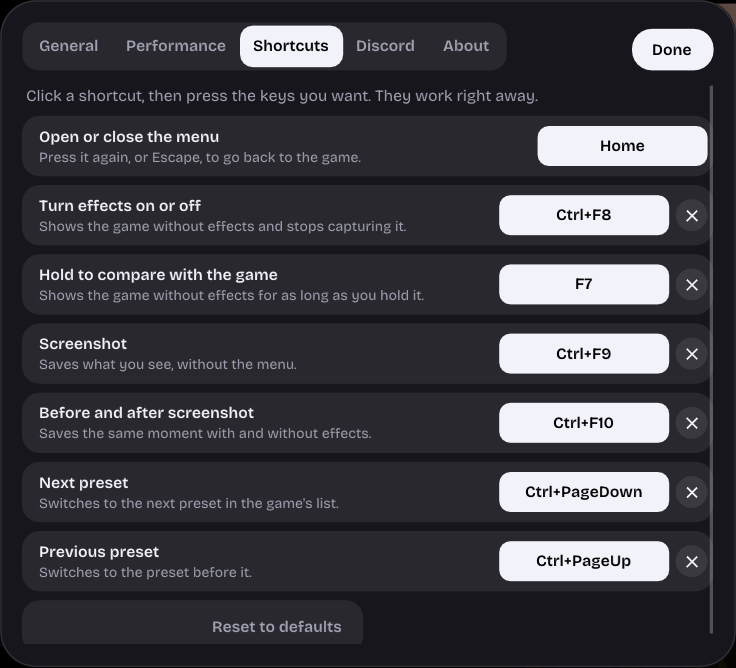 General Performance Shortcuts Discord About Done
Click a shortcut, then press the keys you want. They work right away.
Open or close the menu
Press it again, or Escape, to go back to the game.
Home
Turn effects on or off
Shows the game without effects and stops capturing it.
Ctrl+F8
Hold to compare with the game
Shows the game without effects for as long as you hold it.
F7
Screenshot
Saves what you see, without the menu.
Ctrl+F9
Before and after screenshot
Saves the same moment with and without effects.
Ctrl+F10
Next preset
Switches to the next preset in the game's list.
Ctrl+PageDown
Previous preset
Switches to the preset before it.
Ctrl+PageUp
Reset to defaults